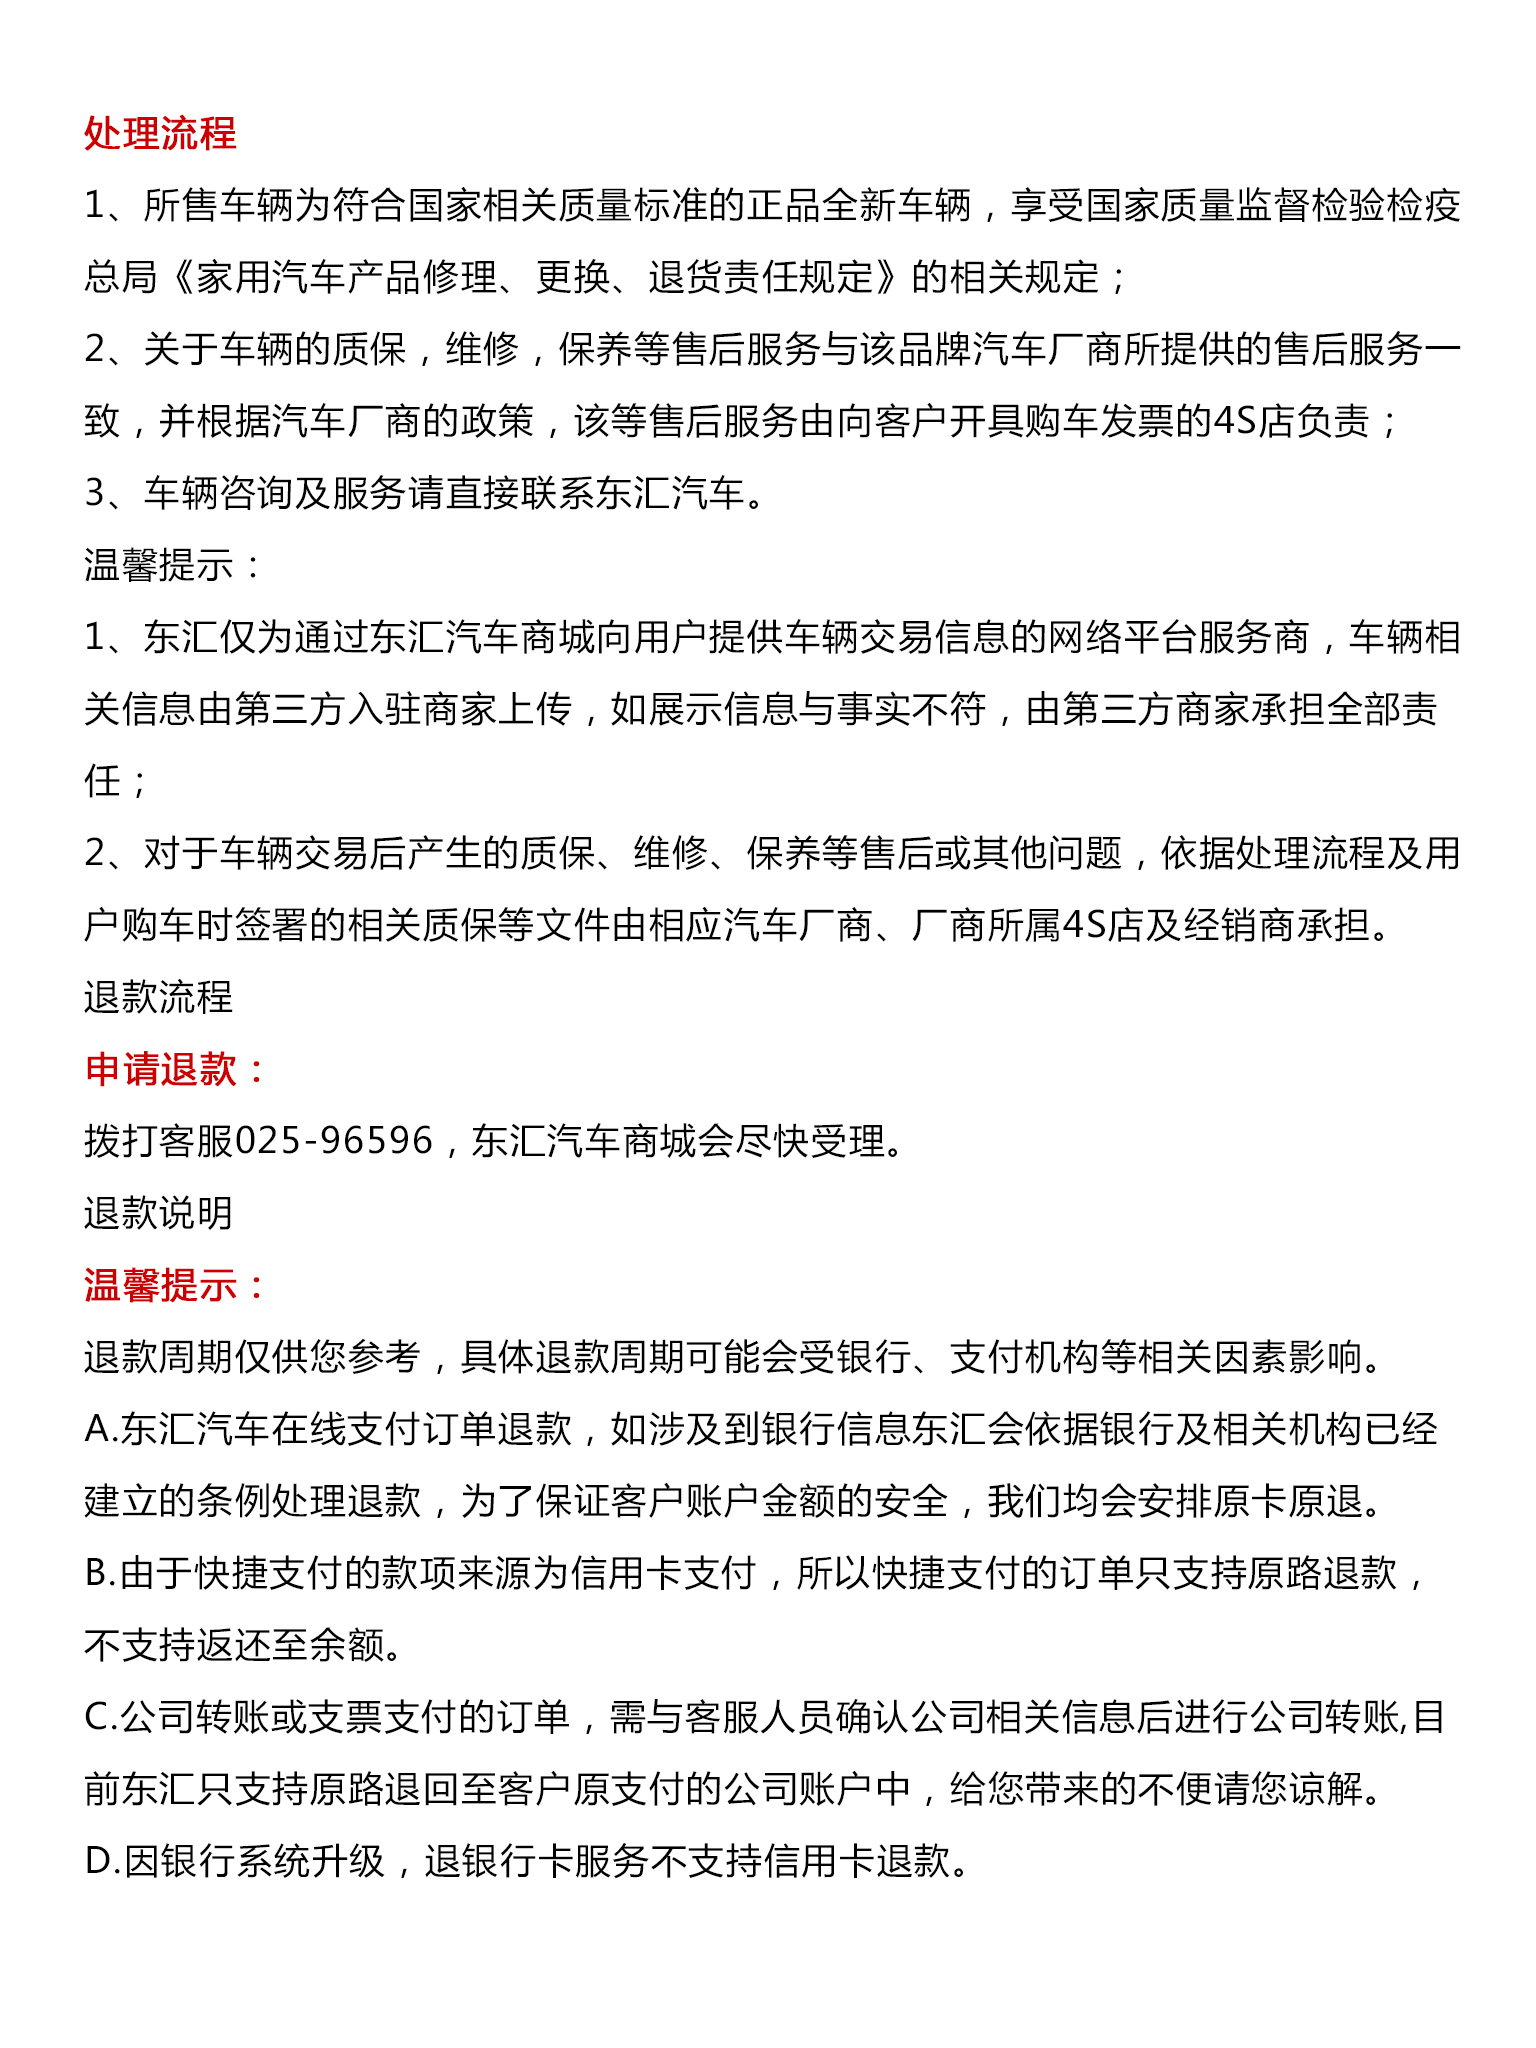 处理流程
1、所售车辆为符合国家相关质量标准的正品全新车辆，享受国家质量监督检验检疫
总局《家用汽车产品修理、更换、退货责任规定》的相关规定；
2、关于车辆的质保，维修，保养等售后服务与该品牌汽车厂商所提供的售后服务一
致，并根据汽车厂商的政策，该等售后服务由向客户开具购车发票的4S店负责；
3、车辆咨询及服务请直接联系东汇汽车。
温馨提示：
1、东汇仅为通过东汇汽车商城向用户提供车辆交易信息的网络平台服务商，车辆相
关信息由第三方入驻商家上传，如展示信息与事实不符，由第三方商家承担全部责
任；
2、对于车辆交易后产生的质保、维修、保养等售后或其他问题，依据处理流程及用
户购车时签署的相关质保等文件由相应汽车厂商、厂商所属4S店及经销商承担。
退款流程
申请退款：
拨打客服025-96596，东汇汽车商城会尽快受理。
退款说明
温馨提示：
退款周期仅供您参考，具体退款周期可能会受银行、支付机构等相关因素影响。
A.东汇汽车在线支付订单退款，如涉及到银行信息东汇会依据银行及相关机构已经
建立的条例处理退款，为了保证客户账户金额的安全，我们均会安排原卡原退。
B.由于快捷支付的款项来源为信用卡支付，所以快捷支付的订单只支持原路退款，
不支持返还至余额。
C.公司转账或支票支付的订单，需与客服人员确认公司相关信息后进行公司转账,目
前东汇只支持原路退回至客户原支付的公司账户中，给您带来的不便请您谅解。
D.因银行系统升级，退银行卡服务不支持信用卡退款。